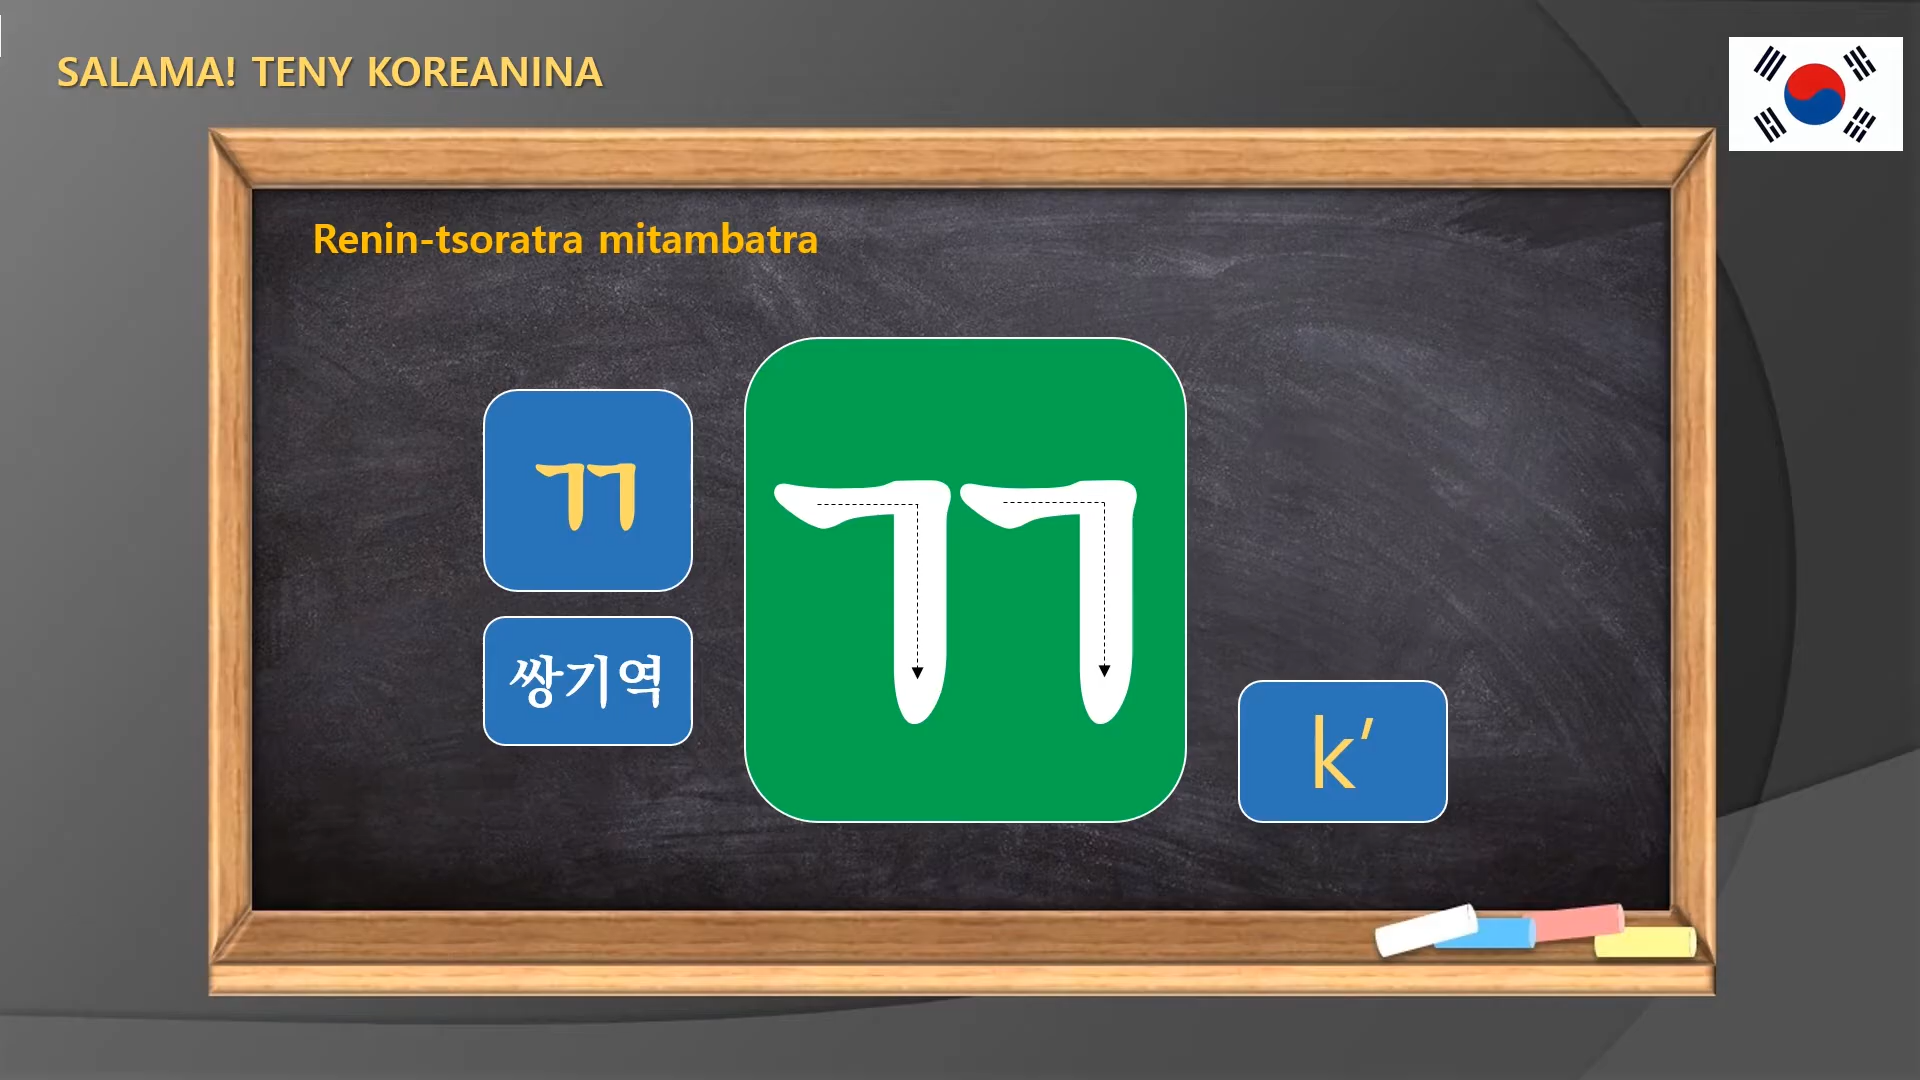 SALAMA! TENY KOREANINA
Renin-tsoratra mitambatra
ㄲ
쌍기역
ㄲ
k′